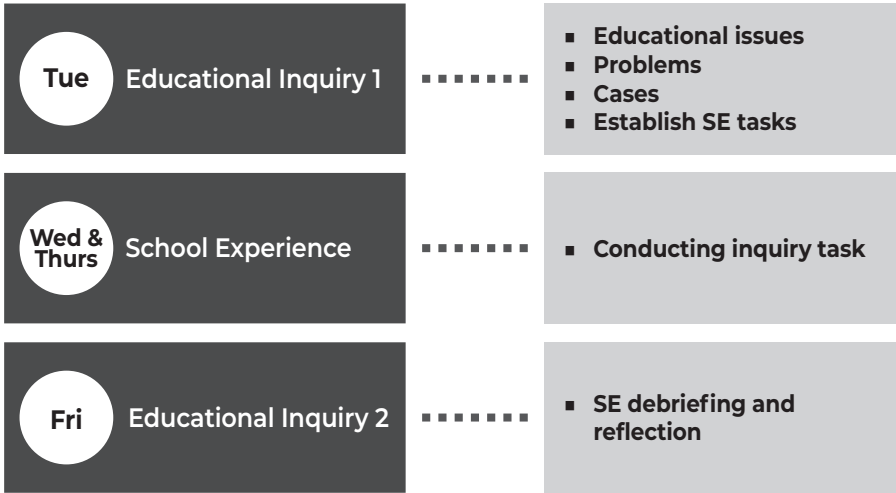 Tue Educational Inquiry 1
▪ Educational issues
▪ Problems
▪ Cases
▪ Establish SE tasks
Wed &
Thurs
School Experience
▪ Conducting inquiry task
Fri Educational Inquiry 2
▪ SE debriefing and
reflection